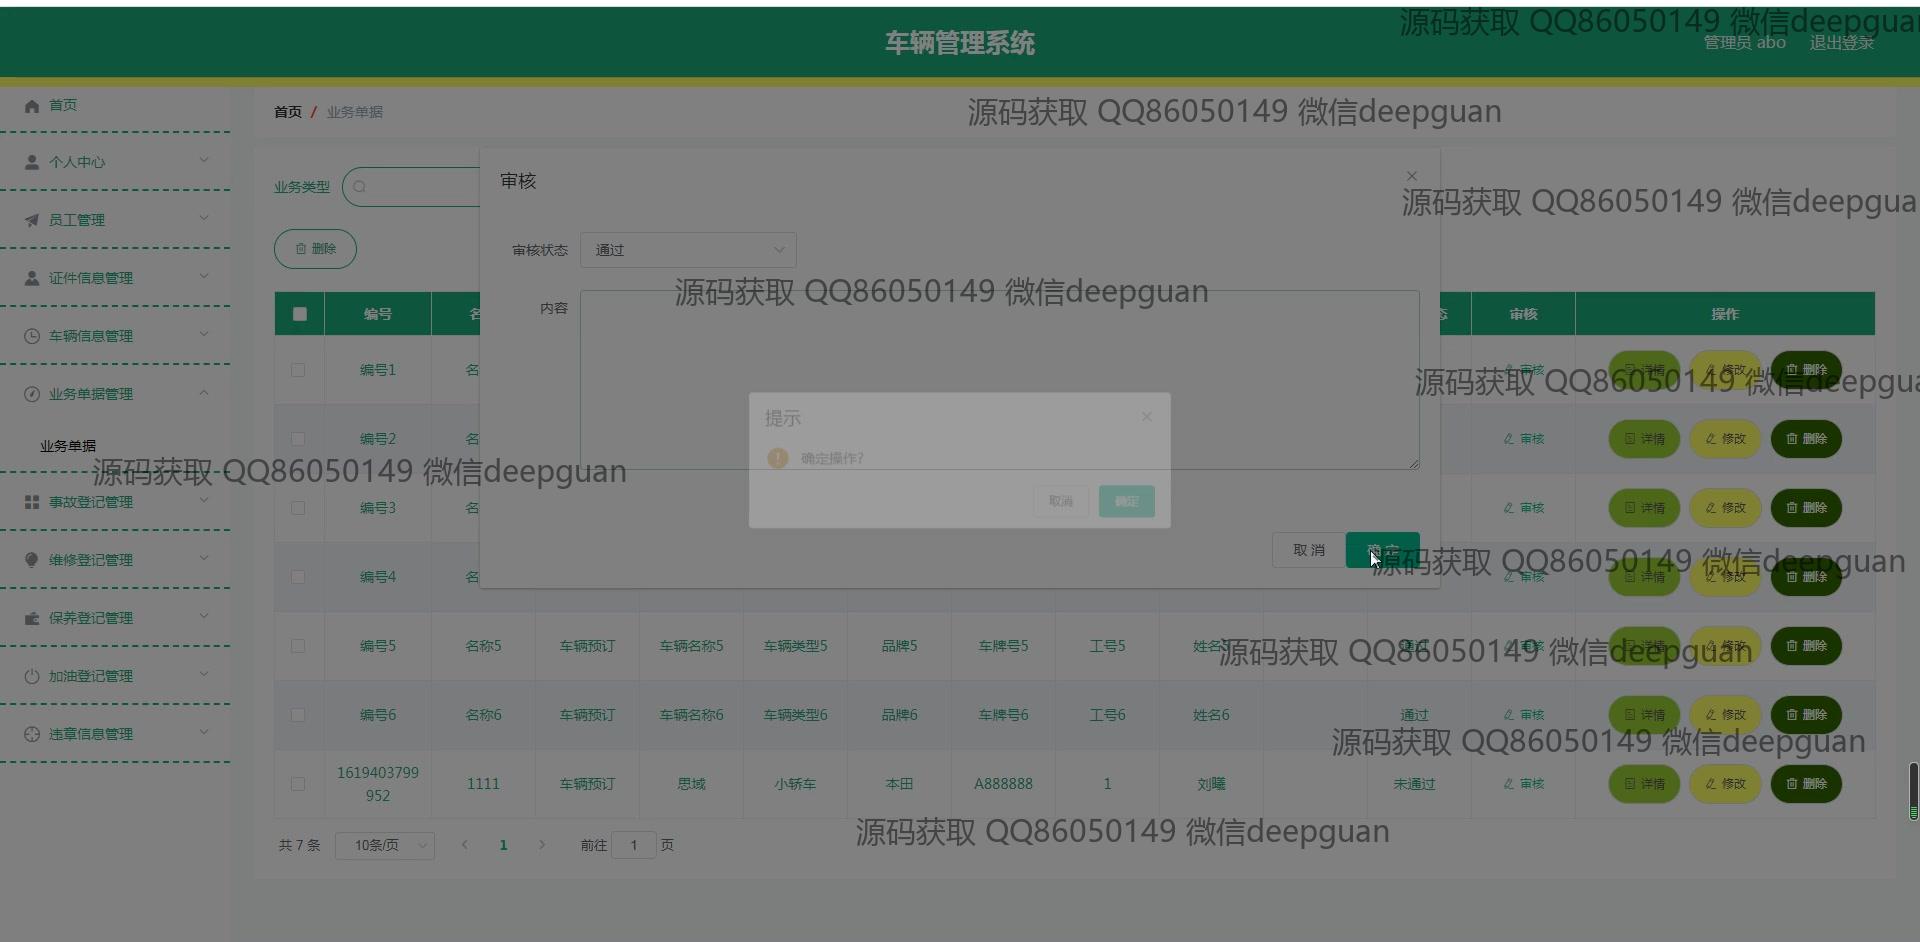 车辆管理系统
管理员 abo 退出登录
源码获取 QQ86050149 微信deepgua
首页
个人中心
员工管理
证件信息管理
车辆信息管理
业务单据管理
业务单据
事故登记管理
维修登记管理
保养登记管理
加油登记管理
违章信息管理
首页 / 业务单据
源码获取 QQ86050149 微信deepguan
业务类型
删除
审核
源码获取 QQ86050149 微信deepgua
审核状态 通过
源码获取 QQ86050149 微信deepguan
内容
提示
确定操作?
取消 确定
取消 确定
编号 审核 操作
编号1 审核 详情 修改 删除
源码获取 QQ86050149 微信deepgua
编号2 审核 详情 修改 删除
源码获取 QQ86050149 微信deepguan
编号3 审核 详情 修改 删除
源码获取 QQ86050149 微信deepguan
编号4 审核 详情 修改 删除
编号5 名称5 车辆预订 车辆名称5 车辆类型5 品牌5 车牌号5 工号5 姓名5 通过 审核 详情 修改 删除
源码获取 QQ86050149 微信deepguan
编号6 名称6 车辆预订 车辆名称6 车辆类型6 品牌6 车牌号6 工号6 姓名6 通过 审核 详情 修改 删除
源码获取 QQ86050149 微信deepguan
1619403799
952 1111 车辆预订 思域 小轿车 本田 A888888 1 刘曦 未通过 审核 详情 修改 删除
源码获取 QQ86050149 微信deepguan
共 7 条 10条/页 1 前往 1 页